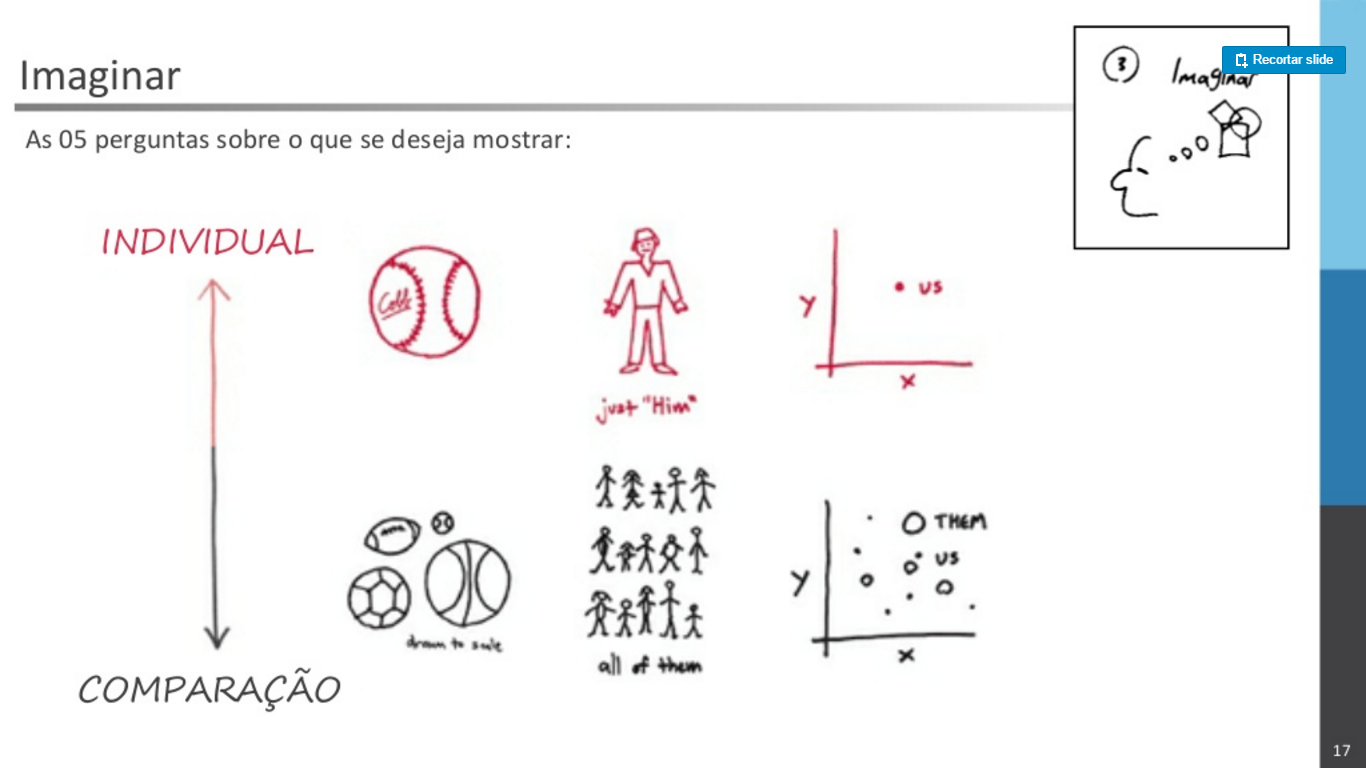 Imaginar
As 05 perguntas sobre o que se deseja mostrar:
3 Imaginar
Recortar slide
INDIVIDUAL
Cobb
just "Him"
y
• us
x
COMPARAÇÃO
drawn to scale
all of them
y
THEM
us
x
17